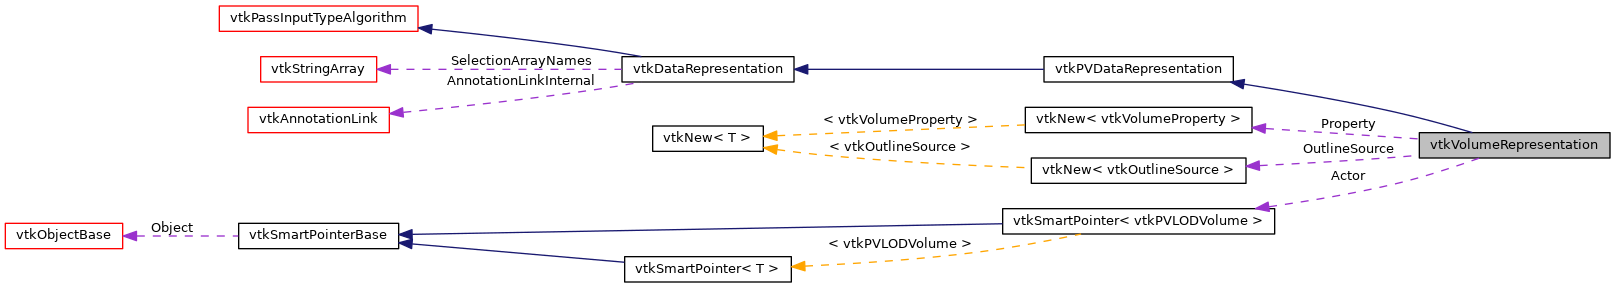 vtkPassInputTypeAlgorithm
vtkStringArray
SelectionArrayNames
vtkDataRepresentation
vtkPVDataRepresentation
AnnotationLinkInternal
vtkAnnotationLink
vtkNew< T >
< vtkVolumeProperty >
vtkNew< vtkVolumeProperty >
Property
< vtkOutlineSource >
OutlineSource
vtkVolumeRepresentation
vtkNew< vtkOutlineSource >
Actor
vtkObjectBase
Object
vtkSmartPointerBase
vtkSmartPointer< vtkPVLODVolume >
< vtkPVLODVolume >
vtkSmartPointer< T >